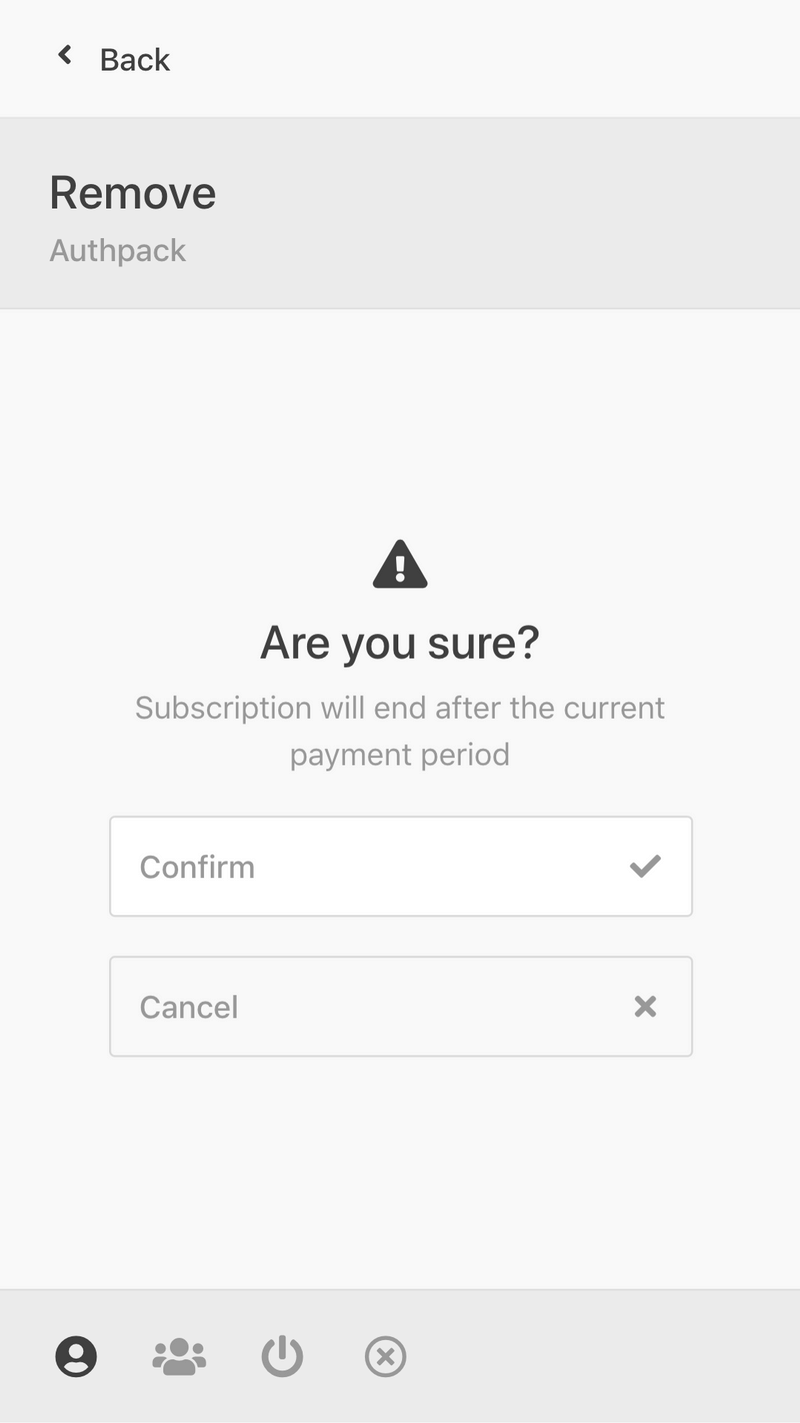 Back
Remove
Authpack
Are you sure?
Subscription will end after the current
payment period
Confirm
Cancel